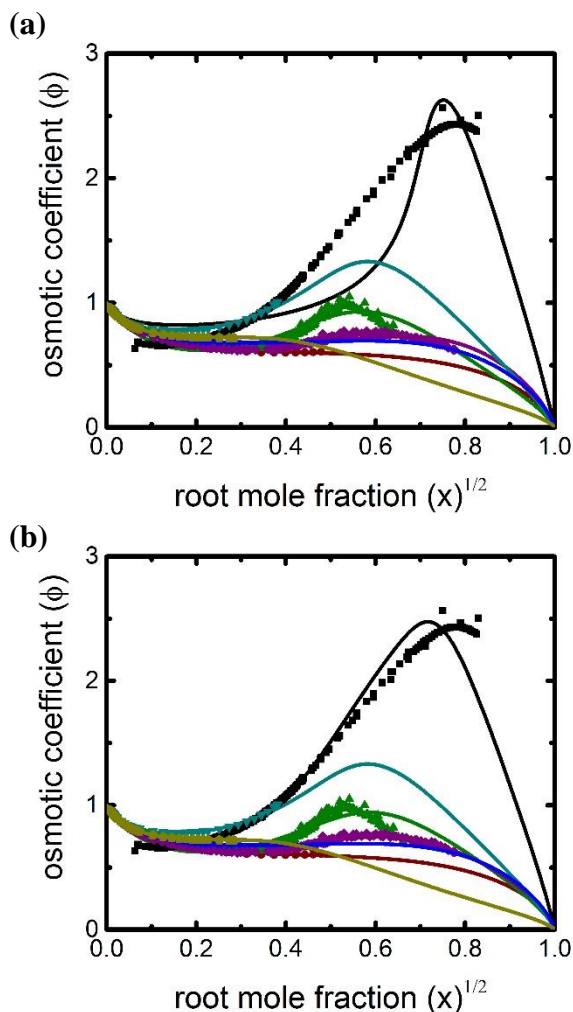 (a)
3
2
1
0
osmotic coefficient (ϕ)
0.0 0.2 0.4 0.6 0.8 1.0
root mole fraction (x)^{1/2}
(b)
3
2
1
0
osmotic coefficient (ϕ)
0.0 0.2 0.4 0.6 0.8 1.0
root mole fraction (x)^{1/2}